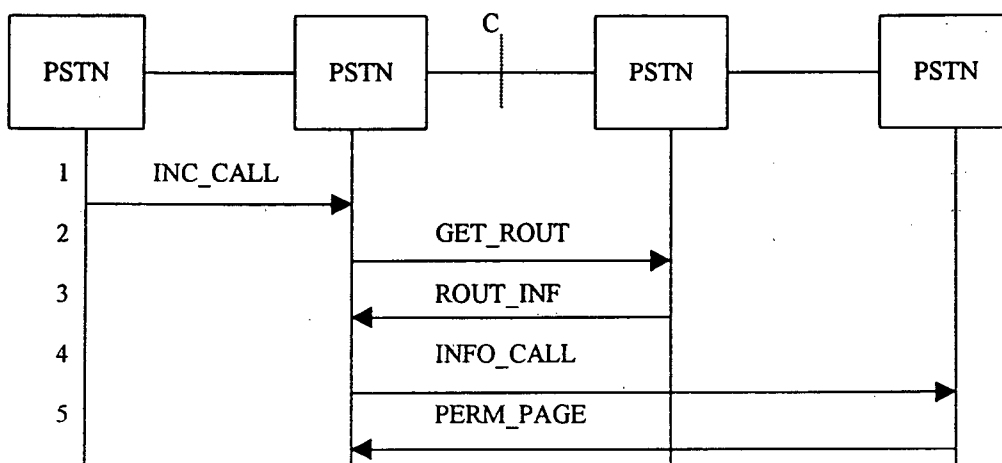 C
PSTN PSTN PSTN PSTN
1 INC_CALL
2 GET_ROUT
3 ROUT_INF
4 INFO_CALL
5 PERM_PAGE